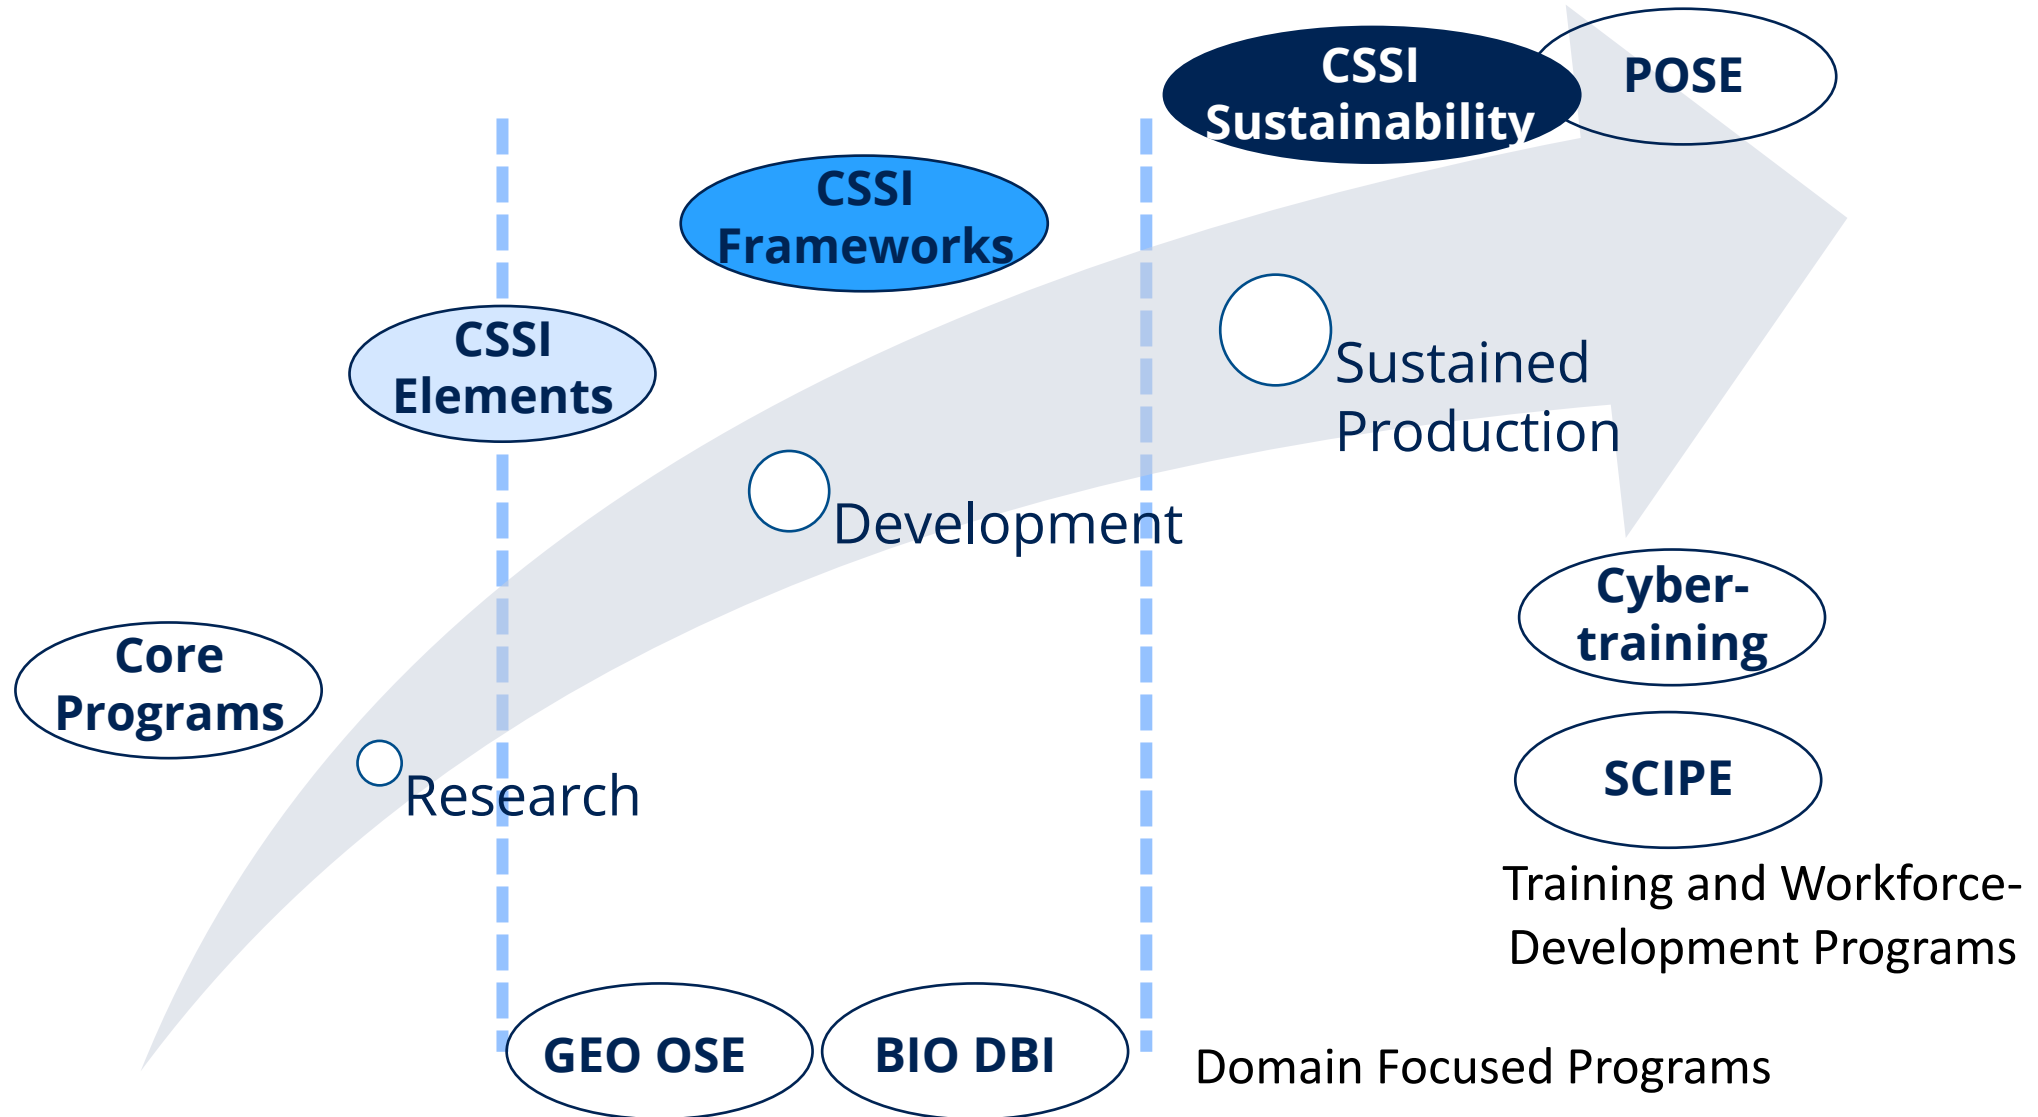 CSSI
Sustainability
POSE
CSSI
Frameworks
CSSI
Elements
Sustained
Production
Development
Core
Programs
Research
Cyber-
training
SCIPE
Training and Workforce-
Development Programs
GEO OSE
BIO DBI
Domain Focused Programs